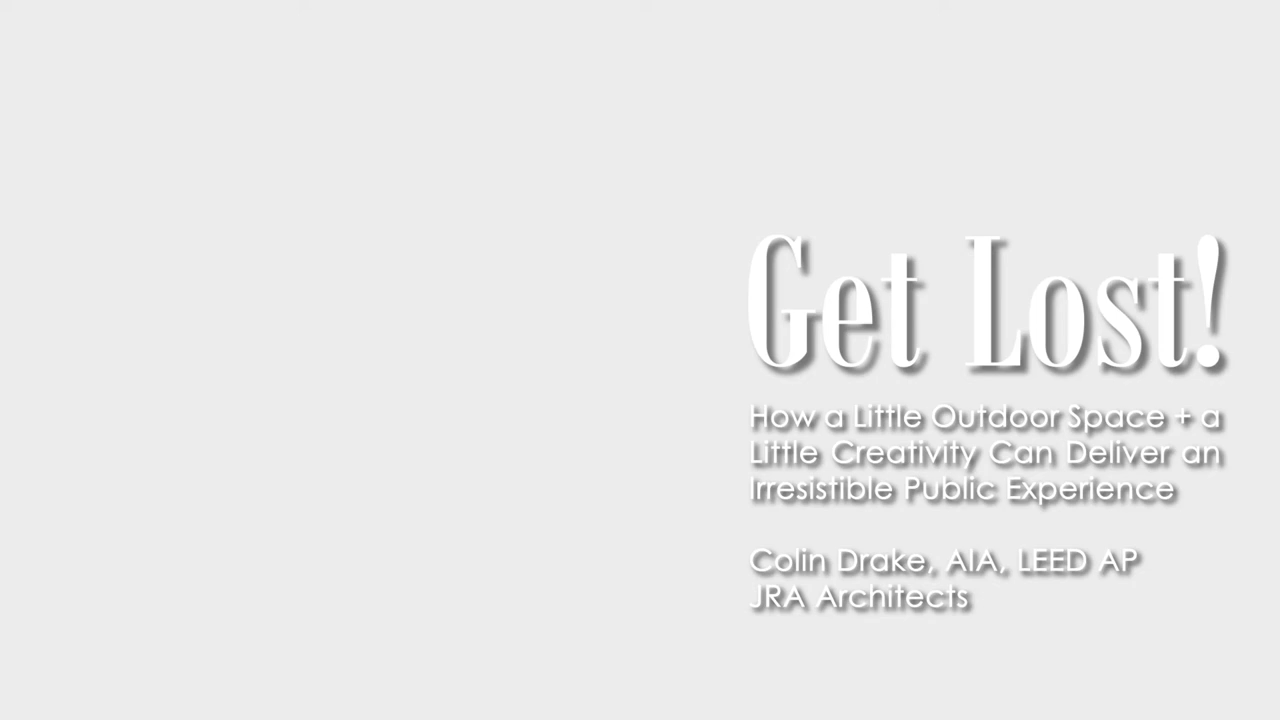 Get Lost!
How a Little Outdoor Space + a
Little Creativity Can Deliver an
Irresistible Public Experience
Colin Drake, AIA, LEED AP
JRA Architects